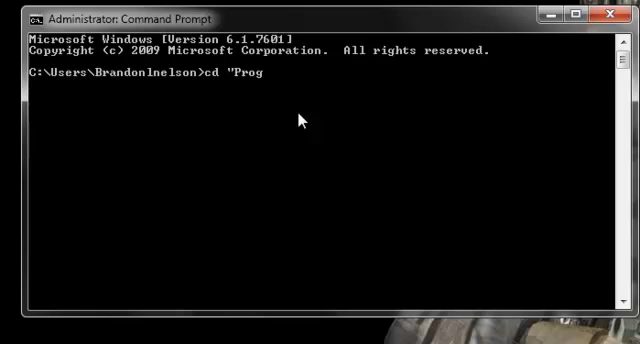 Administrator: Command Prompt
Microsoft Windows [Version 6.1.7601]
Copyright (c) 2009 Microsoft Corporation.  All rights reserved.
C:\Users\Brandonlnelson>cd "Prog